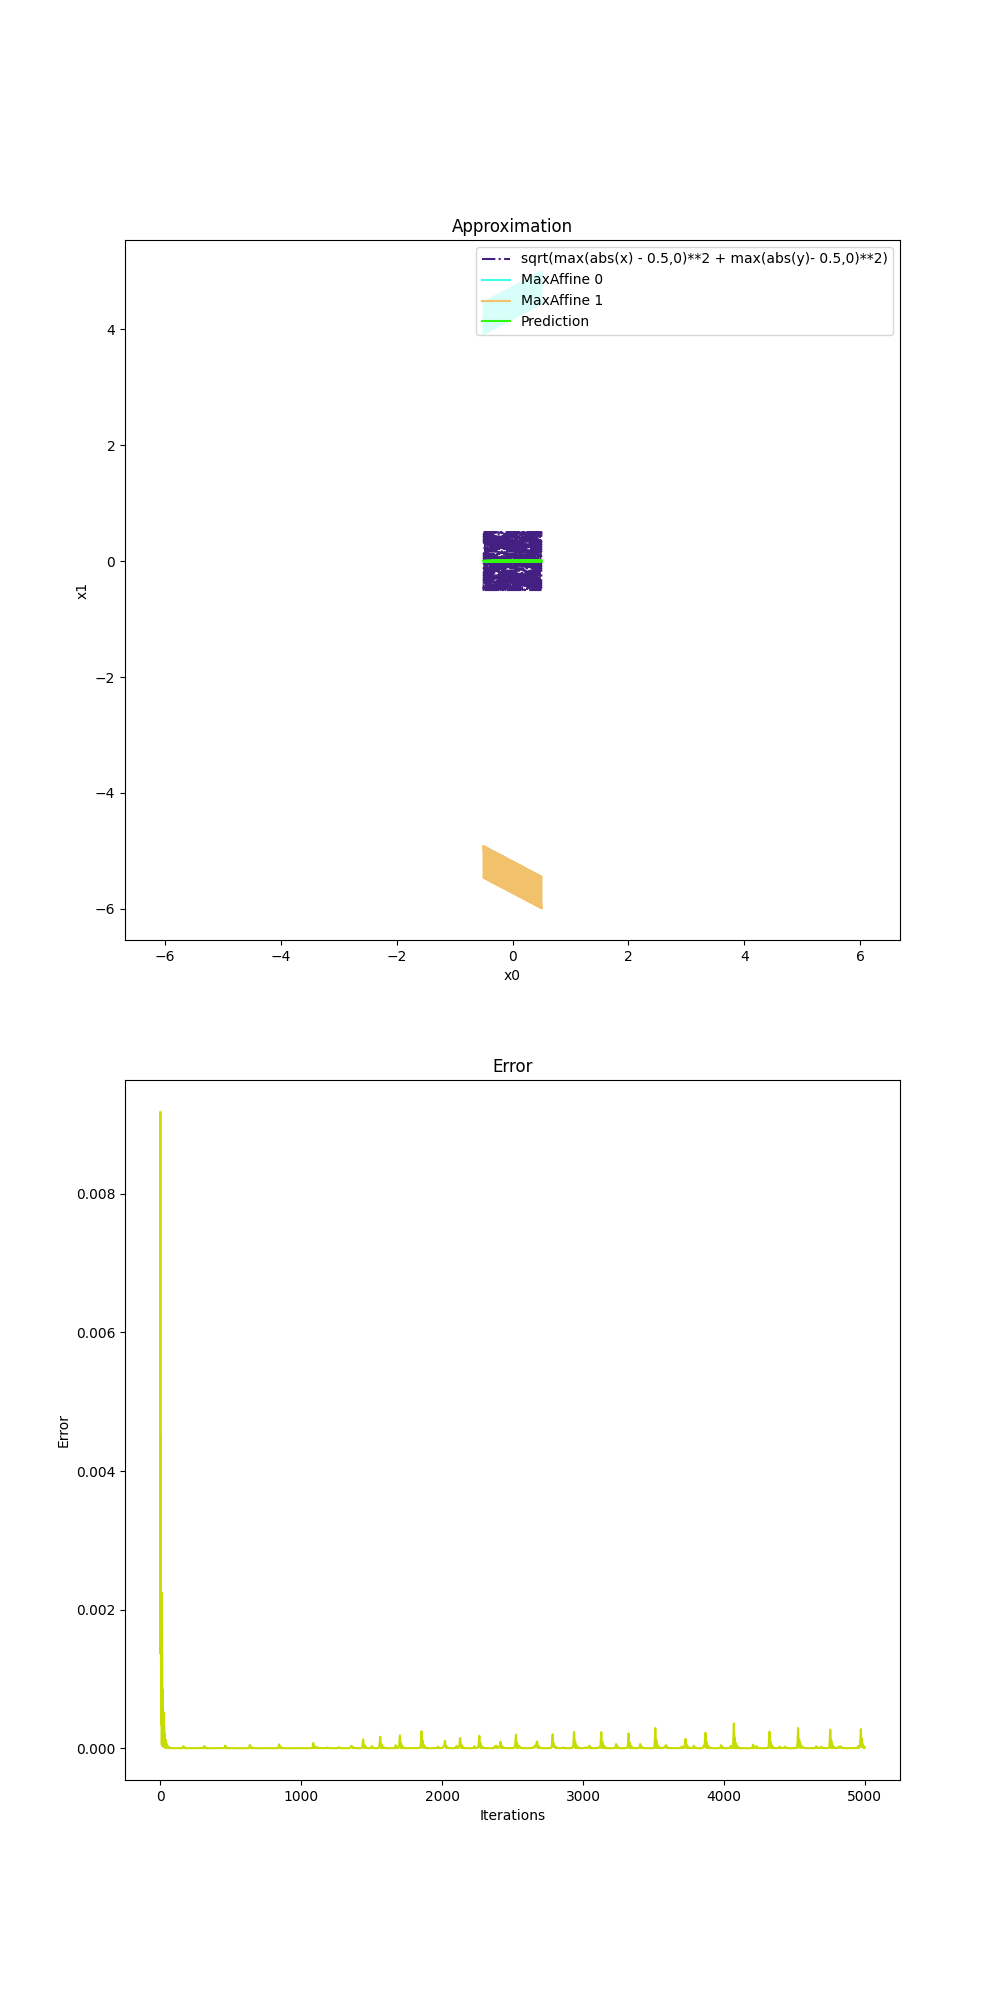 Approximation
sqrt(max(abs(x) - 0.5,0)**2 + max(abs(y)- 0.5,0)**2)
MaxAffine 0
MaxAffine 1
Prediction
4
2
0
−2
−4
−6
x1
−6 −4 −2 0 2 4 6
x0
Error
0.008
0.006
0.004
0.002
0.000
Error
0 1000 2000 3000 4000 5000
Iterations